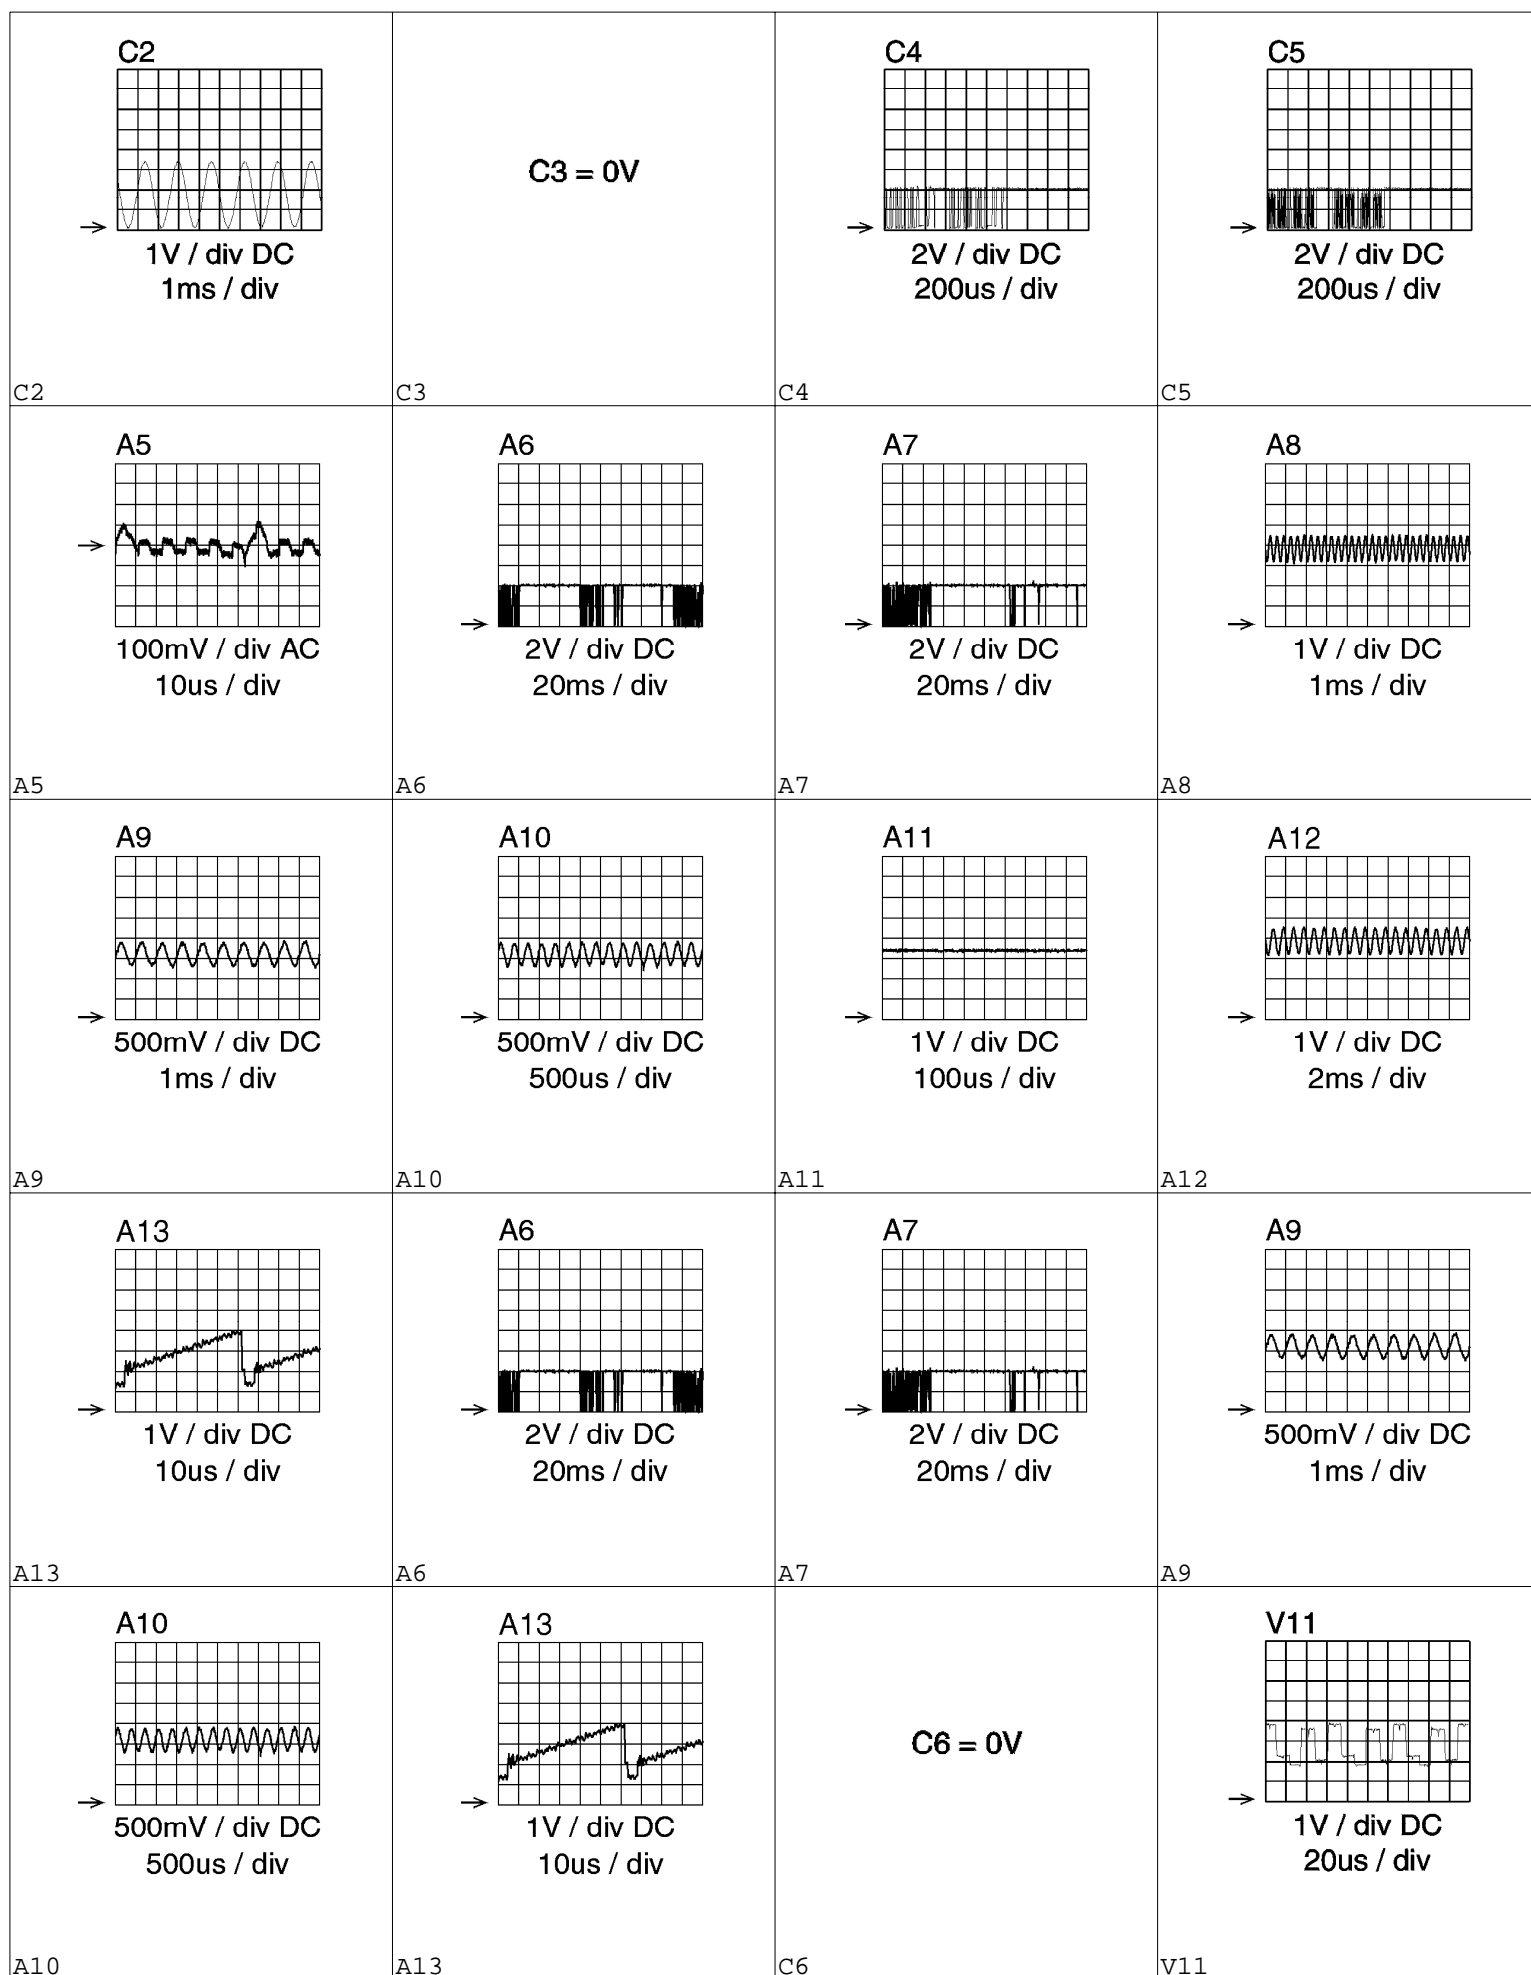 C2
1V / div DC
1ms / div
C2
C3 = 0V
C3
C4
2V / div DC
200us / div
C4
C5
2V / div DC
200us / div
C5
A5
100mV / div AC
10us / div
A5
A6
2V / div DC
20ms / div
A6
A7
2V / div DC
20ms / div
A7
A8
1V / div DC
1ms / div
A8
A9
500mV / div DC
1ms / div
A9
A10
500mV / div DC
500us / div
A10
A11
1V / div DC
100us / div
A11
A12
1V / div DC
2ms / div
A12
A13
1V / div DC
10us / div
A13
A6
2V / div DC
20ms / div
A6
A7
2V / div DC
20ms / div
A7
A9
500mV / div DC
1ms / div
A9
A10
500mV / div DC
500us / div
A10
A13
1V / div DC
10us / div
A13
C6 = 0V
C6
V11
1V / div DC
20us / div
V11